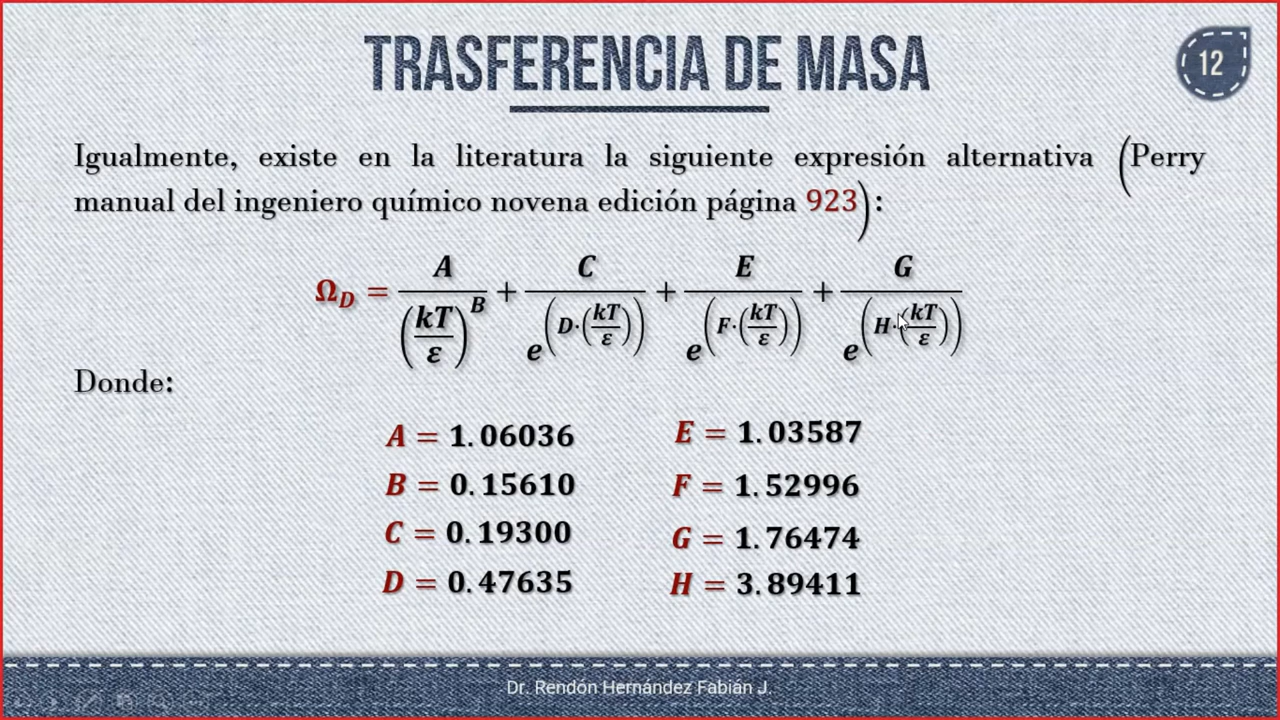 TRASFERENCIA DE MASA
12
Igualmente, existe en la literatura la siguiente expresión alternativa (Perry
manual del ingeniero químico novena edición página 923):
Ω_D = A/(kT/ε)^B + C/e^(D·(kT/ε)) + E/e^(F·(kT/ε)) + G/e^(H·(kT/ε))
Donde:
A = 1.06036
B = 0.15610
C = 0.19300
D = 0.47635
E = 1.03587
F = 1.52996
G = 1.76474
H = 3.89411
Dr. Rendón Hernández Fabián J.